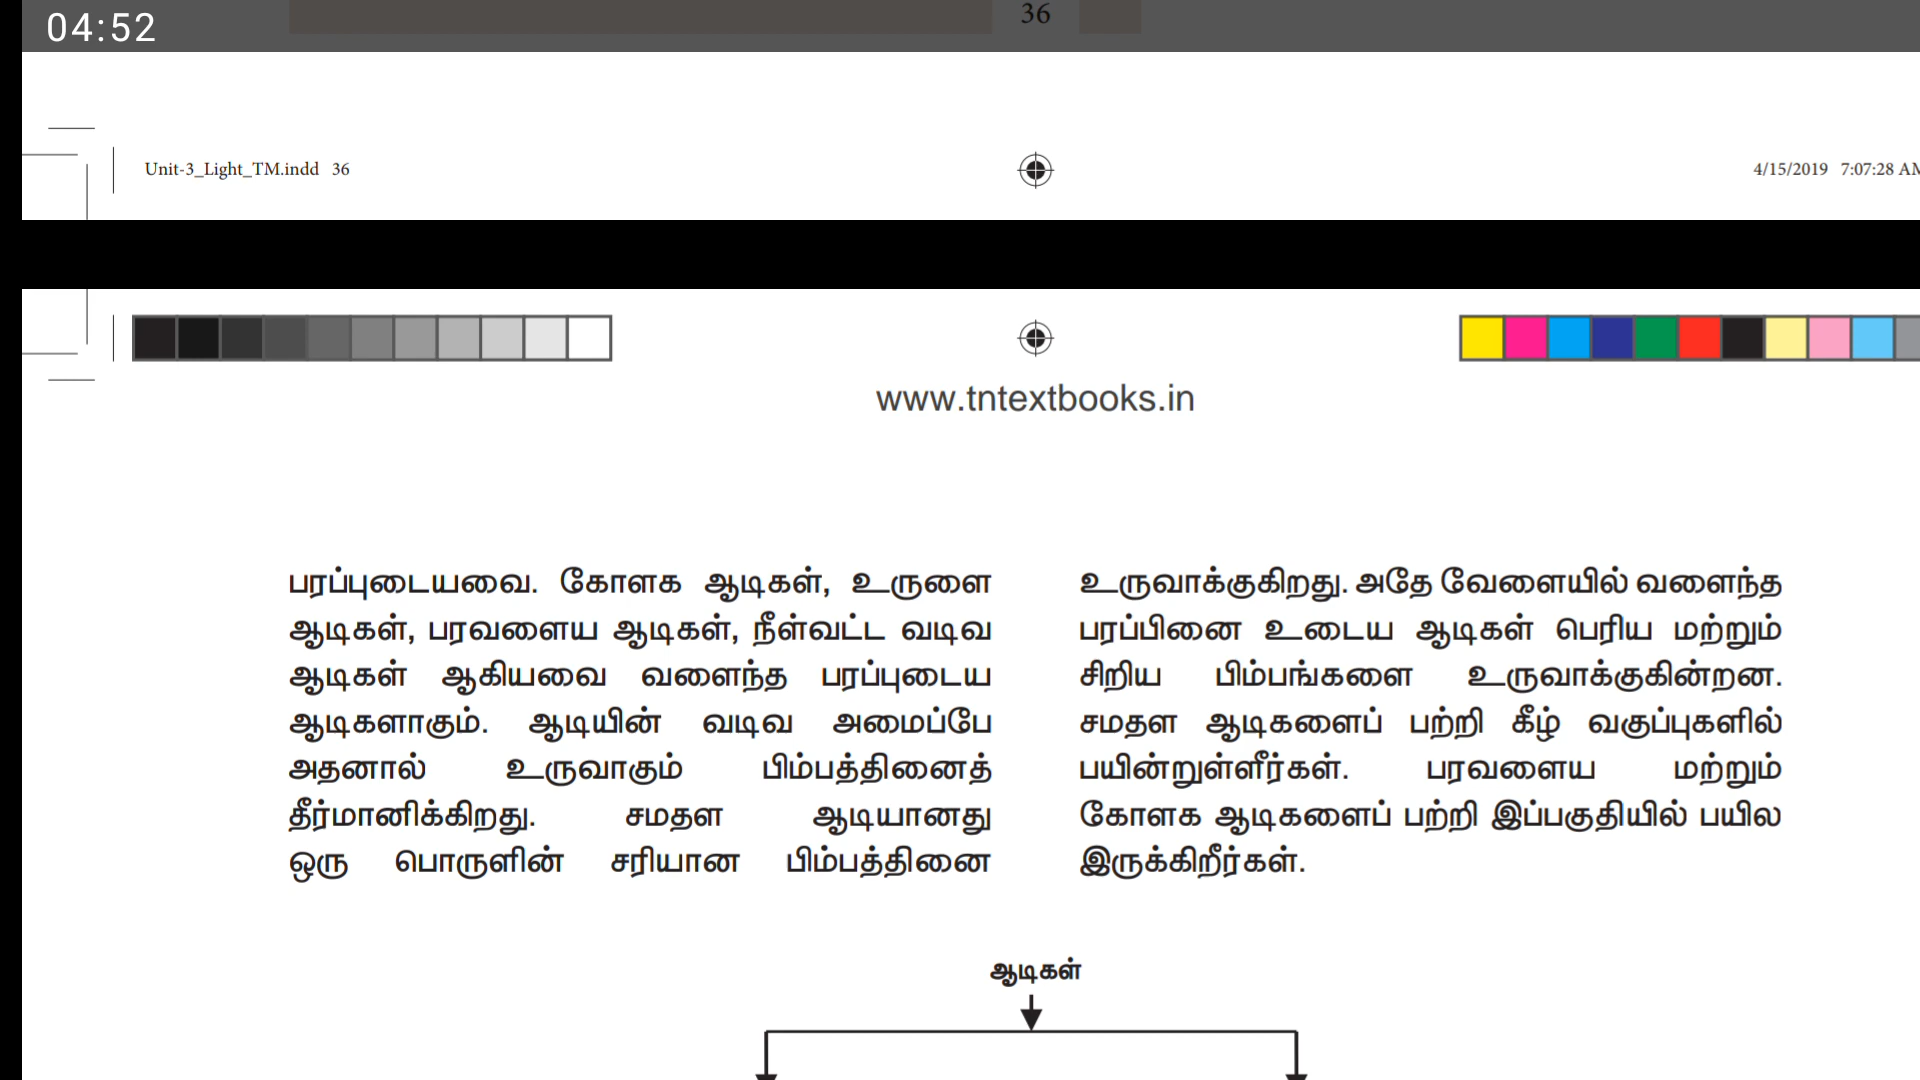 04:52
36
Unit-3_Light_TM.indd 36
4/15/2019 7:07:28 AM
www.tntextbooks.in
பரப்புடையவை. கோளக ஆடிகள், உருளை
ஆடிகள், பரவளைய ஆடிகள், நீள்வட்ட வடிவ
ஆடிகள் ஆகியவை வளைந்த பரப்புடைய
ஆடிகளாகும். ஆடியின் வடிவ அமைப்பே
அதனால் உருவாகும் பிம்பத்தினைத்
தீர்மானிக்கிறது. சமதள ஆடியானது
ஒரு பொருளின் சரியான பிம்பத்தினை
உருவாக்குகிறது. அதே வேளையில் வளைந்த
பரப்பினை உடைய ஆடிகள் பெரிய மற்றும்
சிறிய பிம்பங்களை உருவாக்குகின்றன.
சமதள ஆடிகளைப் பற்றி கீழ் வகுப்புகளில்
பயின்றுள்ளீர்கள். பரவளைய மற்றும்
கோளக ஆடிகளைப் பற்றி இப்பகுதியில் பயில
இருக்கிறீர்கள்.
ஆடிகள்